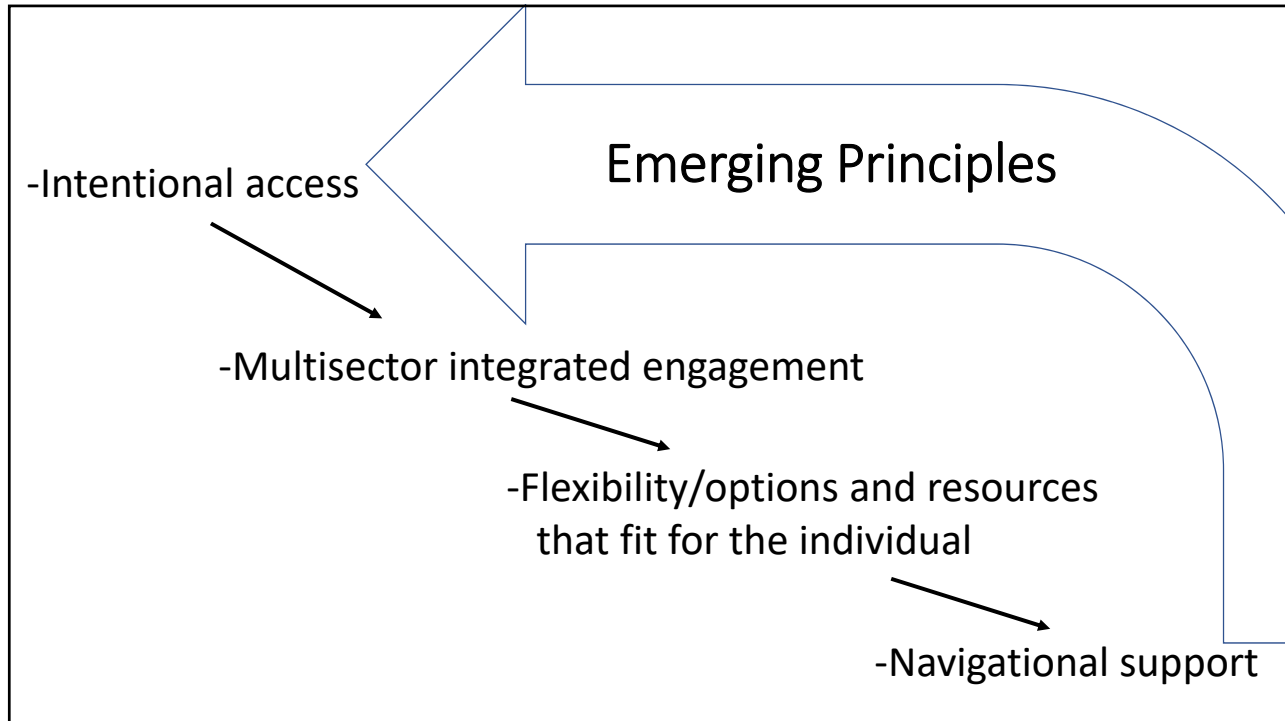 Emerging Principles
-Intentional access
-Multisector integrated engagement
-Flexibility/options and resources
that fit for the individual
-Navigational support